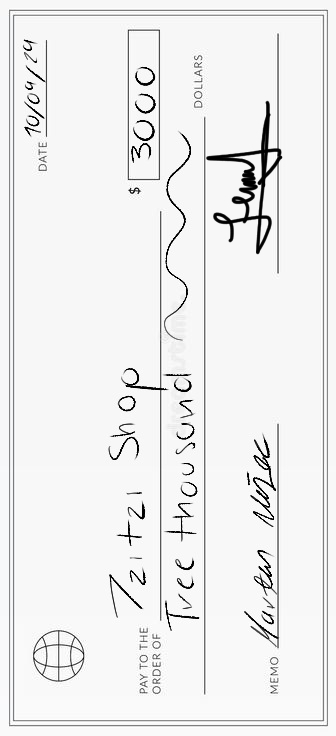 DATE 10/09/24
PAY TO THE ORDER OF Tzitzi Shop $ 3000
Tree thousand DOLLARS
MEMO